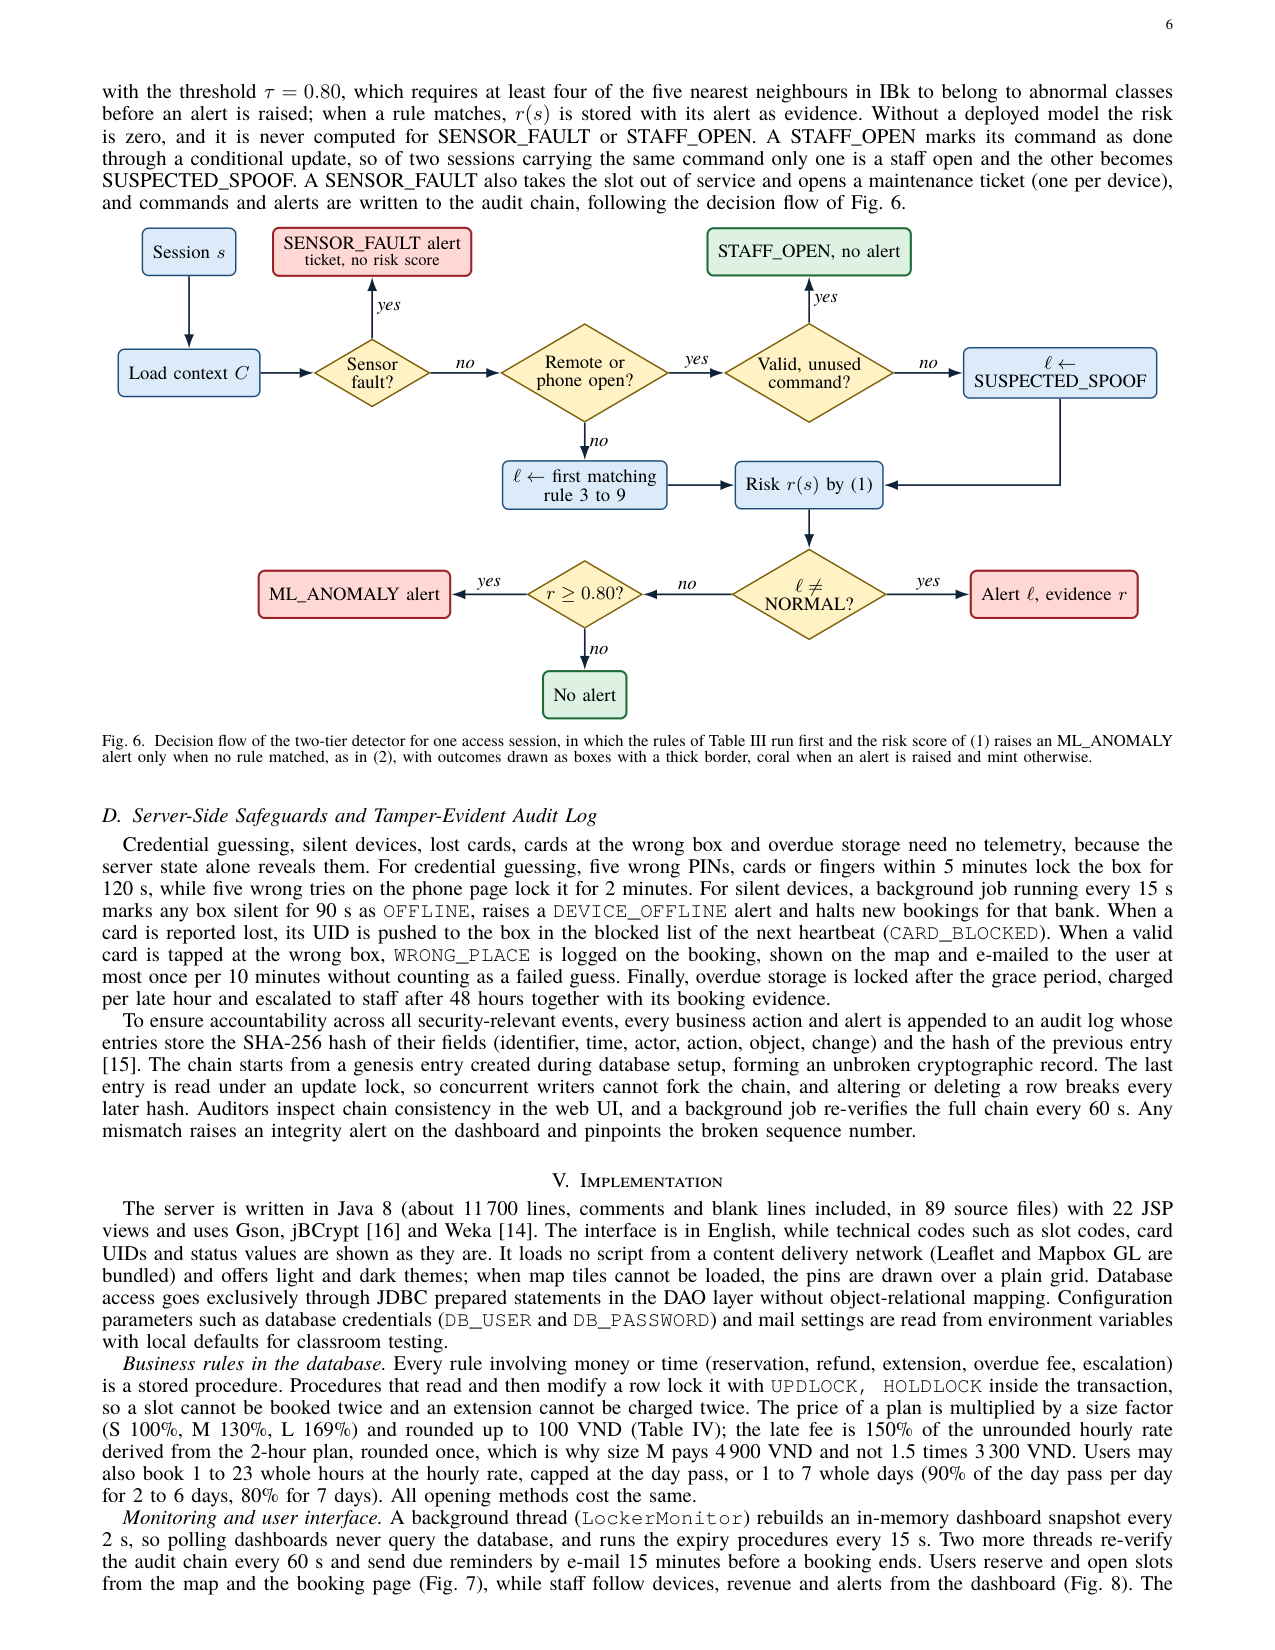 6
with the threshold τ = 0.80, which requires at least four of the five nearest neighbours in IBk to belong to abnormal classes
before an alert is raised; when a rule matches, r(s) is stored with its alert as evidence. Without a deployed model the risk
is zero, and it is never computed for SENSOR_FAULT or STAFF_OPEN. A STAFF_OPEN marks its command as done
through a conditional update, so of two sessions carrying the same command only one is a staff open and the other becomes
SUSPECTED_SPOOF. A SENSOR_FAULT also takes the slot out of service and opens a maintenance ticket (one per device),
and commands and alerts are written to the audit chain, following the decision flow of Fig. 6.
Session s
SENSOR_FAULT alert
ticket, no risk score
STAFF_OPEN, no alert
yes
yes
Load context C
Sensor
fault?
no
Remote or
phone open?
yes
Valid, unused
command?
no
ℓ ←
SUSPECTED_SPOOF
no
ℓ ← first matching
rule 3 to 9
Risk r(s) by (1)
ML_ANOMALY alert
yes
r ≥ 0.80?
no
ℓ ≠
NORMAL?
yes
Alert ℓ, evidence r
no
No alert
Fig. 6. Decision flow of the two-tier detector for one access session, in which the rules of Table III run first and the risk score of (1) raises an ML_ANOMALY
alert only when no rule matched, as in (2), with outcomes drawn as boxes with a thick border, coral when an alert is raised and mint otherwise.
D. Server-Side Safeguards and Tamper-Evident Audit Log
Credential guessing, silent devices, lost cards, cards at the wrong box and overdue storage need no telemetry, because the
server state alone reveals them. For credential guessing, five wrong PINs, cards or fingers within 5 minutes lock the box for
120 s, while five wrong tries on the phone page lock it for 2 minutes. For silent devices, a background job running every 15 s
marks any box silent for 90 s as OFFLINE, raises a DEVICE_OFFLINE alert and halts new bookings for that bank. When a
card is reported lost, its UID is pushed to the box in the blocked list of the next heartbeat (CARD_BLOCKED). When a valid
card is tapped at the wrong box, WRONG_PLACE is logged on the booking, shown on the map and e-mailed to the user at
most once per 10 minutes without counting as a failed guess. Finally, overdue storage is locked after the grace period, charged
per late hour and escalated to staff after 48 hours together with its booking evidence.
To ensure accountability across all security-relevant events, every business action and alert is appended to an audit log whose
entries store the SHA-256 hash of their fields (identifier, time, actor, action, object, change) and the hash of the previous entry
[15]. The chain starts from a genesis entry created during database setup, forming an unbroken cryptographic record. The last
entry is read under an update lock, so concurrent writers cannot fork the chain, and altering or deleting a row breaks every
later hash. Auditors inspect chain consistency in the web UI, and a background job re-verifies the full chain every 60 s. Any
mismatch raises an integrity alert on the dashboard and pinpoints the broken sequence number.
V. Implementation
The server is written in Java 8 (about 11 700 lines, comments and blank lines included, in 89 source files) with 22 JSP
views and uses Gson, jBCrypt [16] and Weka [14]. The interface is in English, while technical codes such as slot codes, card
UIDs and status values are shown as they are. It loads no script from a content delivery network (Leaflet and Mapbox GL are
bundled) and offers light and dark themes; when map tiles cannot be loaded, the pins are drawn over a plain grid. Database
access goes exclusively through JDBC prepared statements in the DAO layer without object-relational mapping. Configuration
parameters such as database credentials (DB_USER and DB_PASSWORD) and mail settings are read from environment variables
with local defaults for classroom testing.
Business rules in the database. Every rule involving money or time (reservation, refund, extension, overdue fee, escalation)
is a stored procedure. Procedures that read and then modify a row lock it with UPDLOCK, HOLDLOCK inside the transaction,
so a slot cannot be booked twice and an extension cannot be charged twice. The price of a plan is multiplied by a size factor
(S 100%, M 130%, L 169%) and rounded up to 100 VND (Table IV); the late fee is 150% of the unrounded hourly rate
derived from the 2-hour plan, rounded once, which is why size M pays 4 900 VND and not 1.5 times 3 300 VND. Users may
also book 1 to 23 whole hours at the hourly rate, capped at the day pass, or 1 to 7 whole days (90% of the day pass per day
for 2 to 6 days, 80% for 7 days). All opening methods cost the same.
Monitoring and user interface. A background thread (LockerMonitor) rebuilds an in-memory dashboard snapshot every
2 s, so polling dashboards never query the database, and runs the expiry procedures every 15 s. Two more threads re-verify
the audit chain every 60 s and send due reminders by e-mail 15 minutes before a booking ends. Users reserve and open slots
from the map and the booking page (Fig. 7), while staff follow devices, revenue and alerts from the dashboard (Fig. 8). The